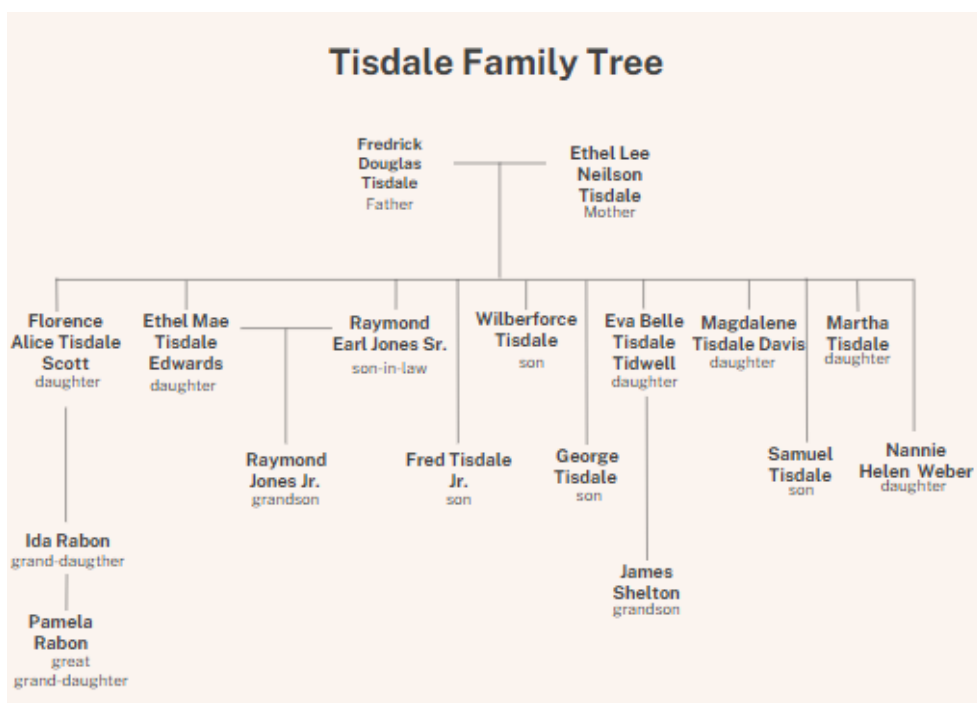 Tisdale Family Tree
Fredrick
Douglas
Tisdale
Father
Ethel Lee
Neilson
Tisdale
Mother
Florence
Alice Tisdale
Scott
daughter
Ethel Mae
Tisdale
Edwards
daughter
Raymond
Earl Jones Sr.
son-in-law
Wilberforce
Tisdale
son
Eva Belle
Tisdale
Tidwell
daughter
Magdalene
Tisdale Davis
daughter
Martha
Tisdale
daughter
Raymond
Jones Jr.
grandson
Fred Tisdale
Jr.
son
George
Tisdale
son
Samuel
Tisdale
son
Nannie
Helen Weber
daughter
Ida Rabon
grand-daugther
James
Shelton
grandson
Pamela
Rabon
great
grand-daughter